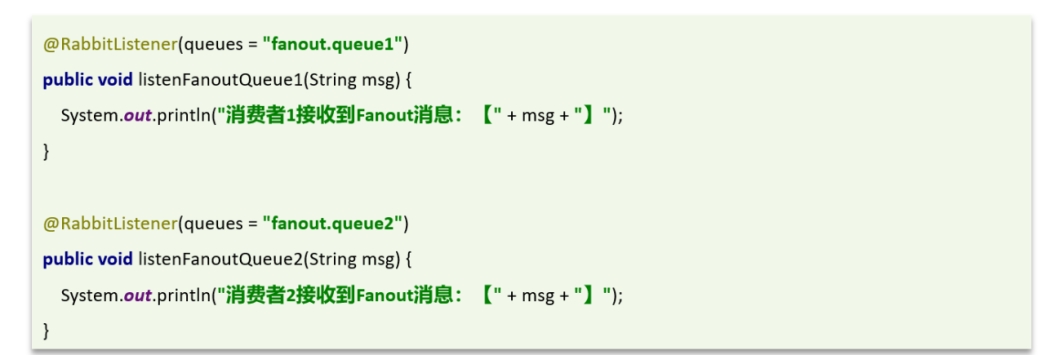 @RabbitListener(queues = "fanout.queue1")
public void listenFanoutQueue1(String msg) {
  System.out.println("消费者1接收到Fanout消息：【" + msg + "】");
}

@RabbitListener(queues = "fanout.queue2")
public void listenFanoutQueue2(String msg) {
  System.out.println("消费者2接收到Fanout消息：【" + msg + "】");
}